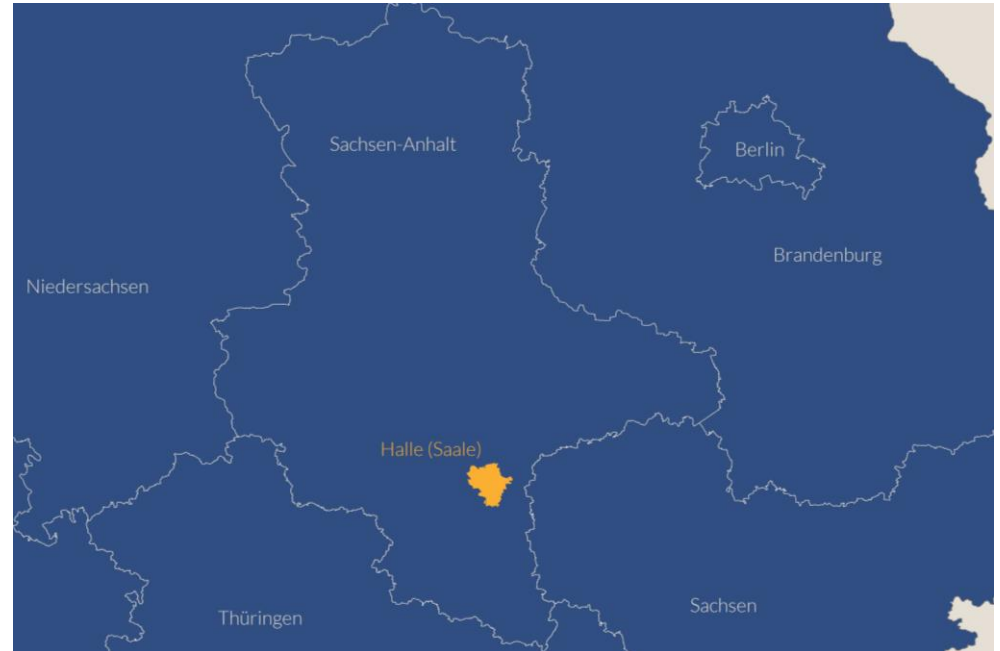 Sachsen-Anhalt
Berlin
Brandenburg
Niedersachsen
Halle (Saale)
Sachsen
Thüringen